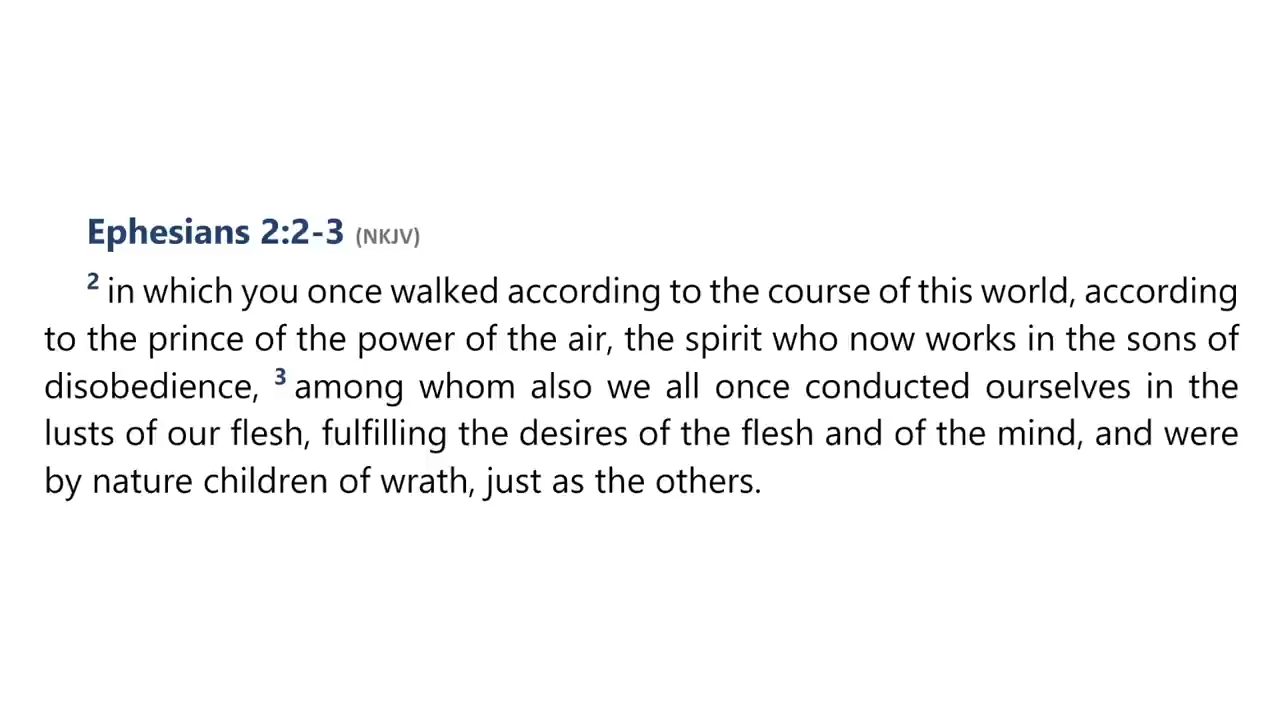 Ephesians 2:2-3 (NKJV)
2 in which you once walked according to the course of this world, according
to the prince of the power of the air, the spirit who now works in the sons of
disobedience, 3 among whom also we all once conducted ourselves in the
lusts of our flesh, fulfilling the desires of the flesh and of the mind, and were
by nature children of wrath, just as the others.